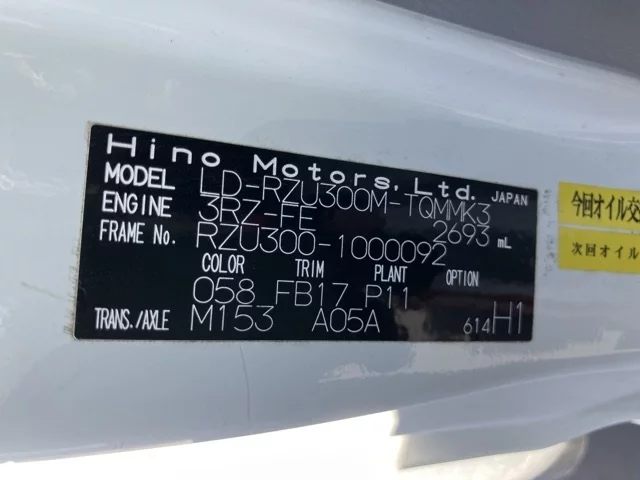 Hino Motors, Ltd. JAPAN
MODEL LD-RZU300M-TQMMK3
ENGINE 3RZ-FE 2693 mL
FRAME No. RZU300-1000092
COLOR TRIM PLANT OPTION
058 FB17 P11
TRANS./AXLE M153 A05A 614H1
今回オイル交
次回オイル